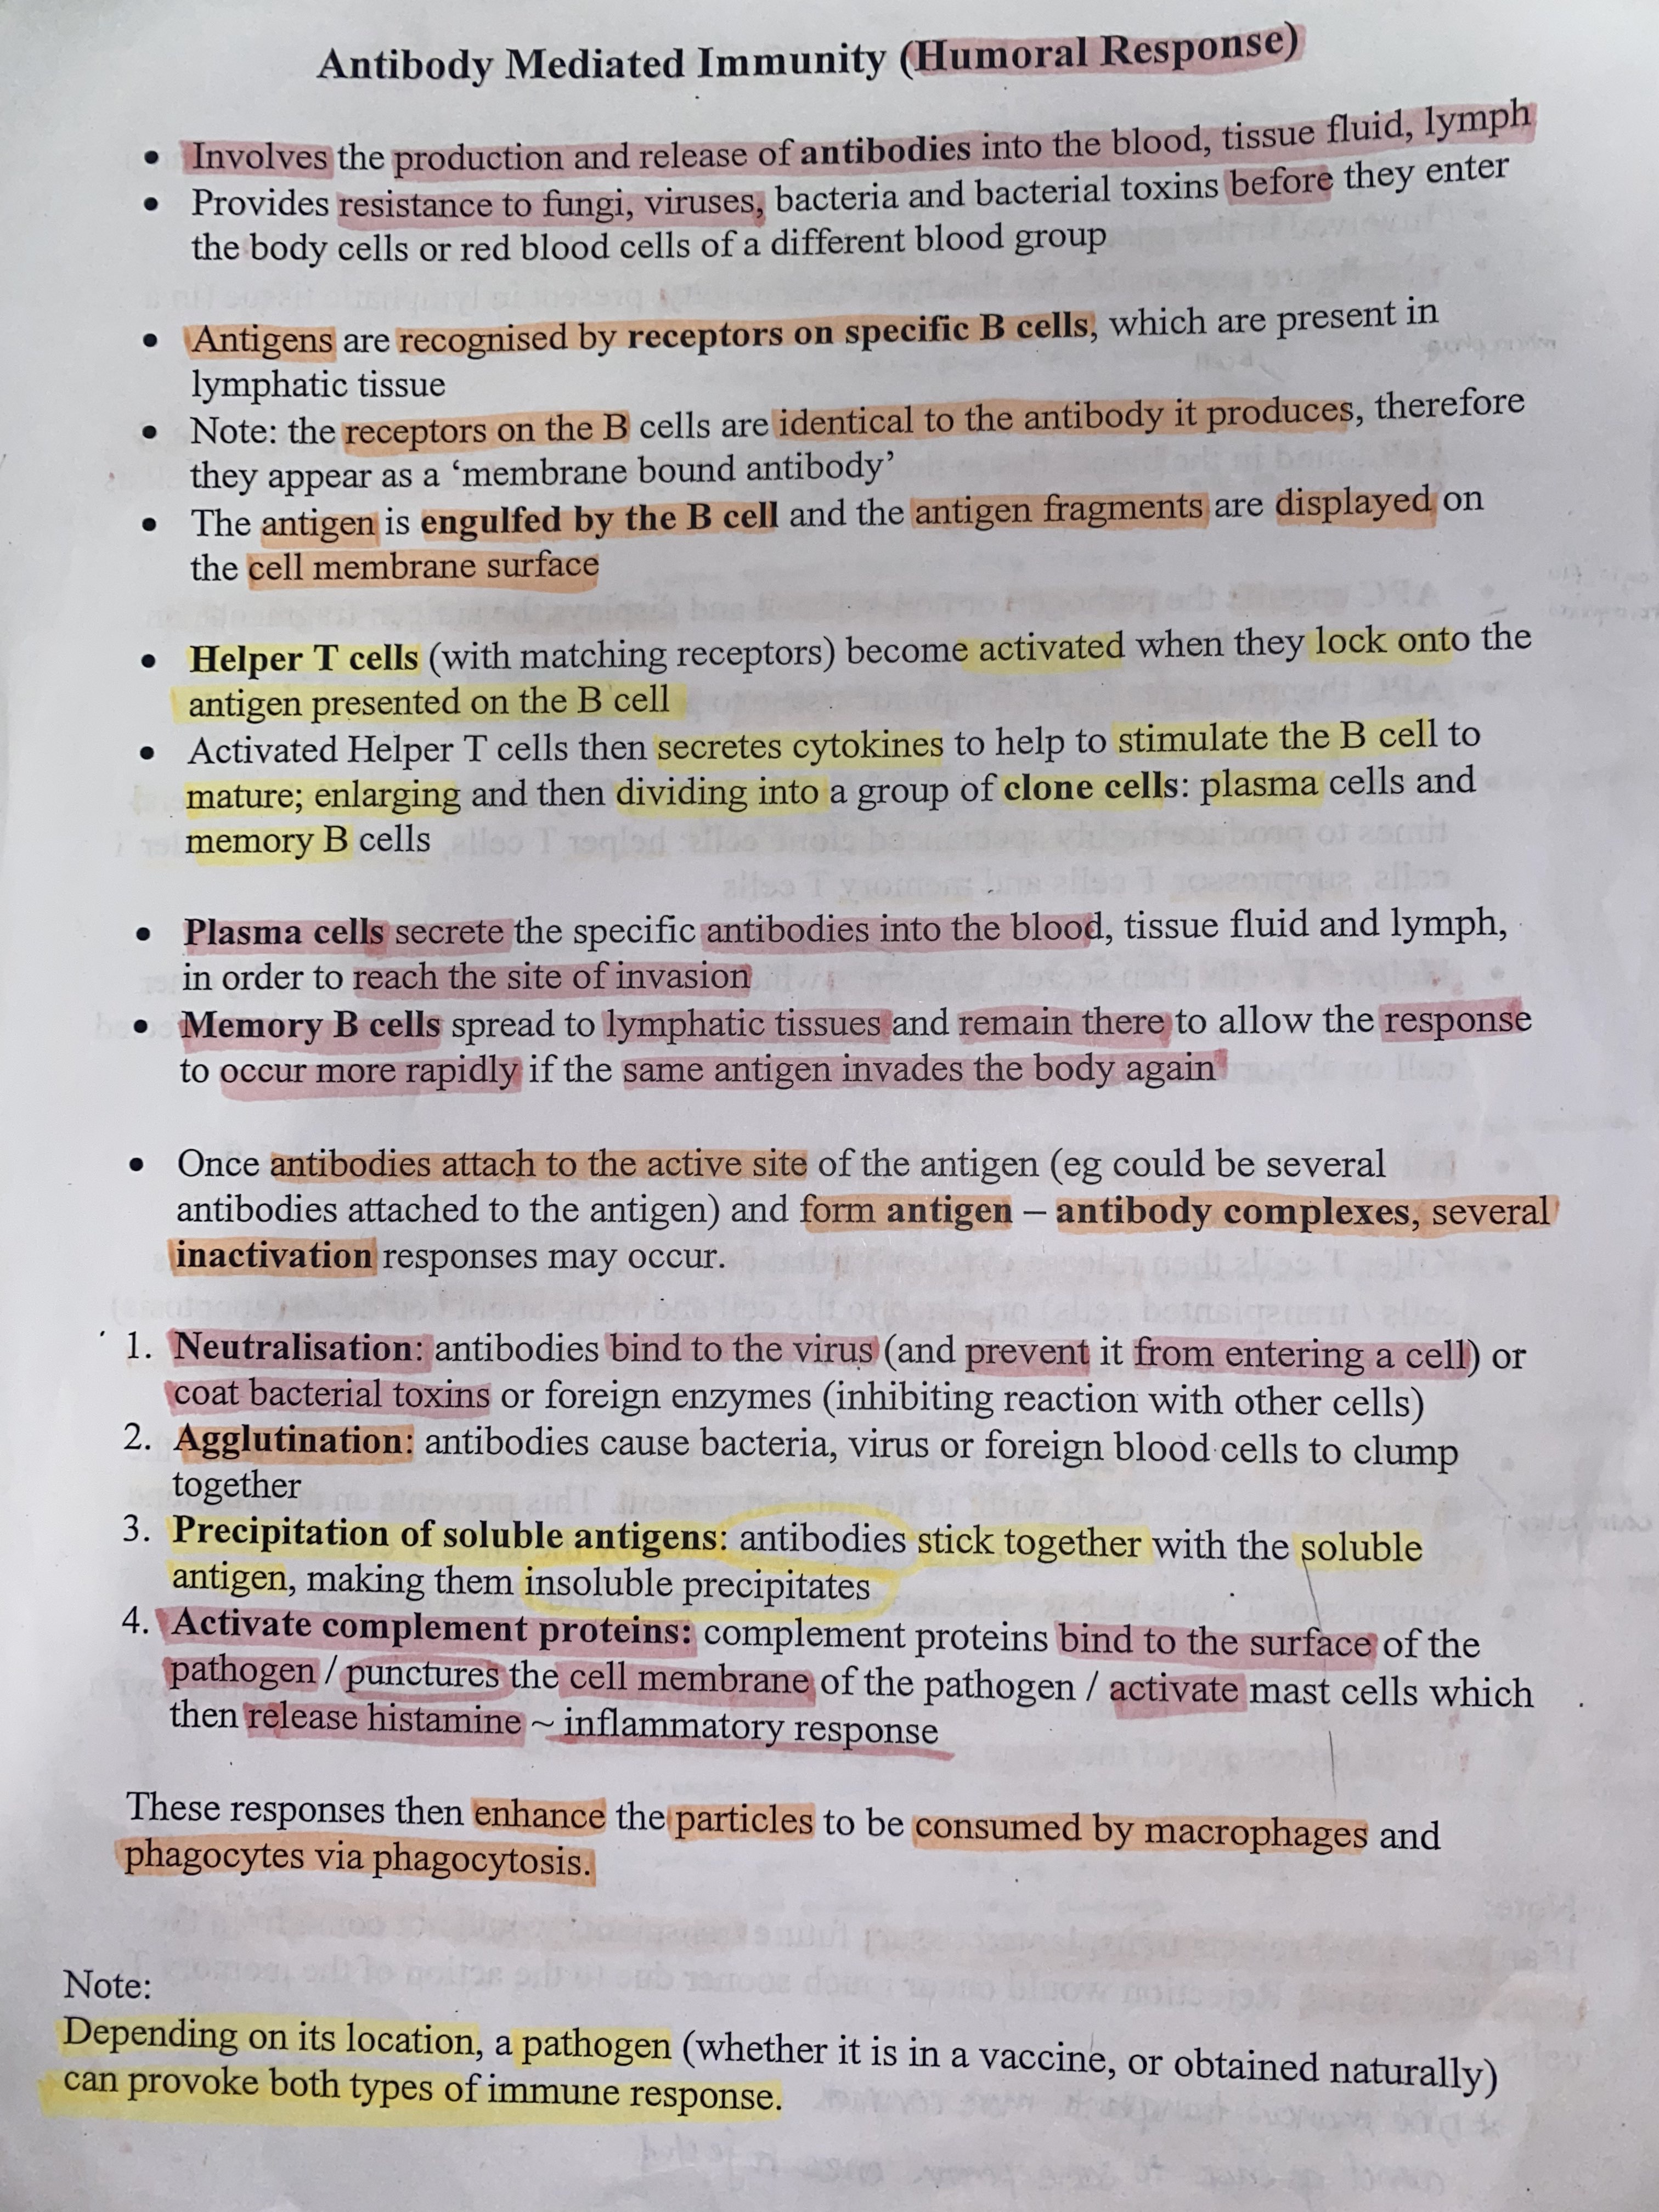 Antibody Mediated Immunity (Humoral Response)
• Involves the production and release of antibodies into the blood, tissue fluid, lymph
• Provides resistance to fungi, viruses, bacteria and bacterial toxins before they enter
the body cells or red blood cells of a different blood group
• Antigens are recognised by receptors on specific B cells, which are present in
lymphatic tissue
• Note: the receptors on the B cells are identical to the antibody it produces, therefore
they appear as a ‘membrane bound antibody’
• The antigen is engulfed by the B cell and the antigen fragments are displayed on
the cell membrane surface
• Helper T cells (with matching receptors) become activated when they lock onto the
antigen presented on the B cell
• Activated Helper T cells then secretes cytokines to help to stimulate the B cell to
mature; enlarging and then dividing into a group of clone cells: plasma cells and
memory B cells
• Plasma cells secrete the specific antibodies into the blood, tissue fluid and lymph,
in order to reach the site of invasion
• Memory B cells spread to lymphatic tissues and remain there to allow the response
to occur more rapidly if the same antigen invades the body again
• Once antibodies attach to the active site of the antigen (eg could be several
antibodies attached to the antigen) and form antigen – antibody complexes, several
inactivation responses may occur.
1. Neutralisation: antibodies bind to the virus (and prevent it from entering a cell) or
coat bacterial toxins or foreign enzymes (inhibiting reaction with other cells)
2. Agglutination: antibodies cause bacteria, virus or foreign blood cells to clump
together
3. Precipitation of soluble antigens: antibodies stick together with the soluble
antigen, making them insoluble precipitates
4. Activate complement proteins: complement proteins bind to the surface of the
pathogen / punctures the cell membrane of the pathogen / activate mast cells which
then release histamine ~ inflammatory response
These responses then enhance the particles to be consumed by macrophages and
phagocytes via phagocytosis.
Note:
Depending on its location, a pathogen (whether it is in a vaccine, or obtained naturally)
can provoke both types of immune response.